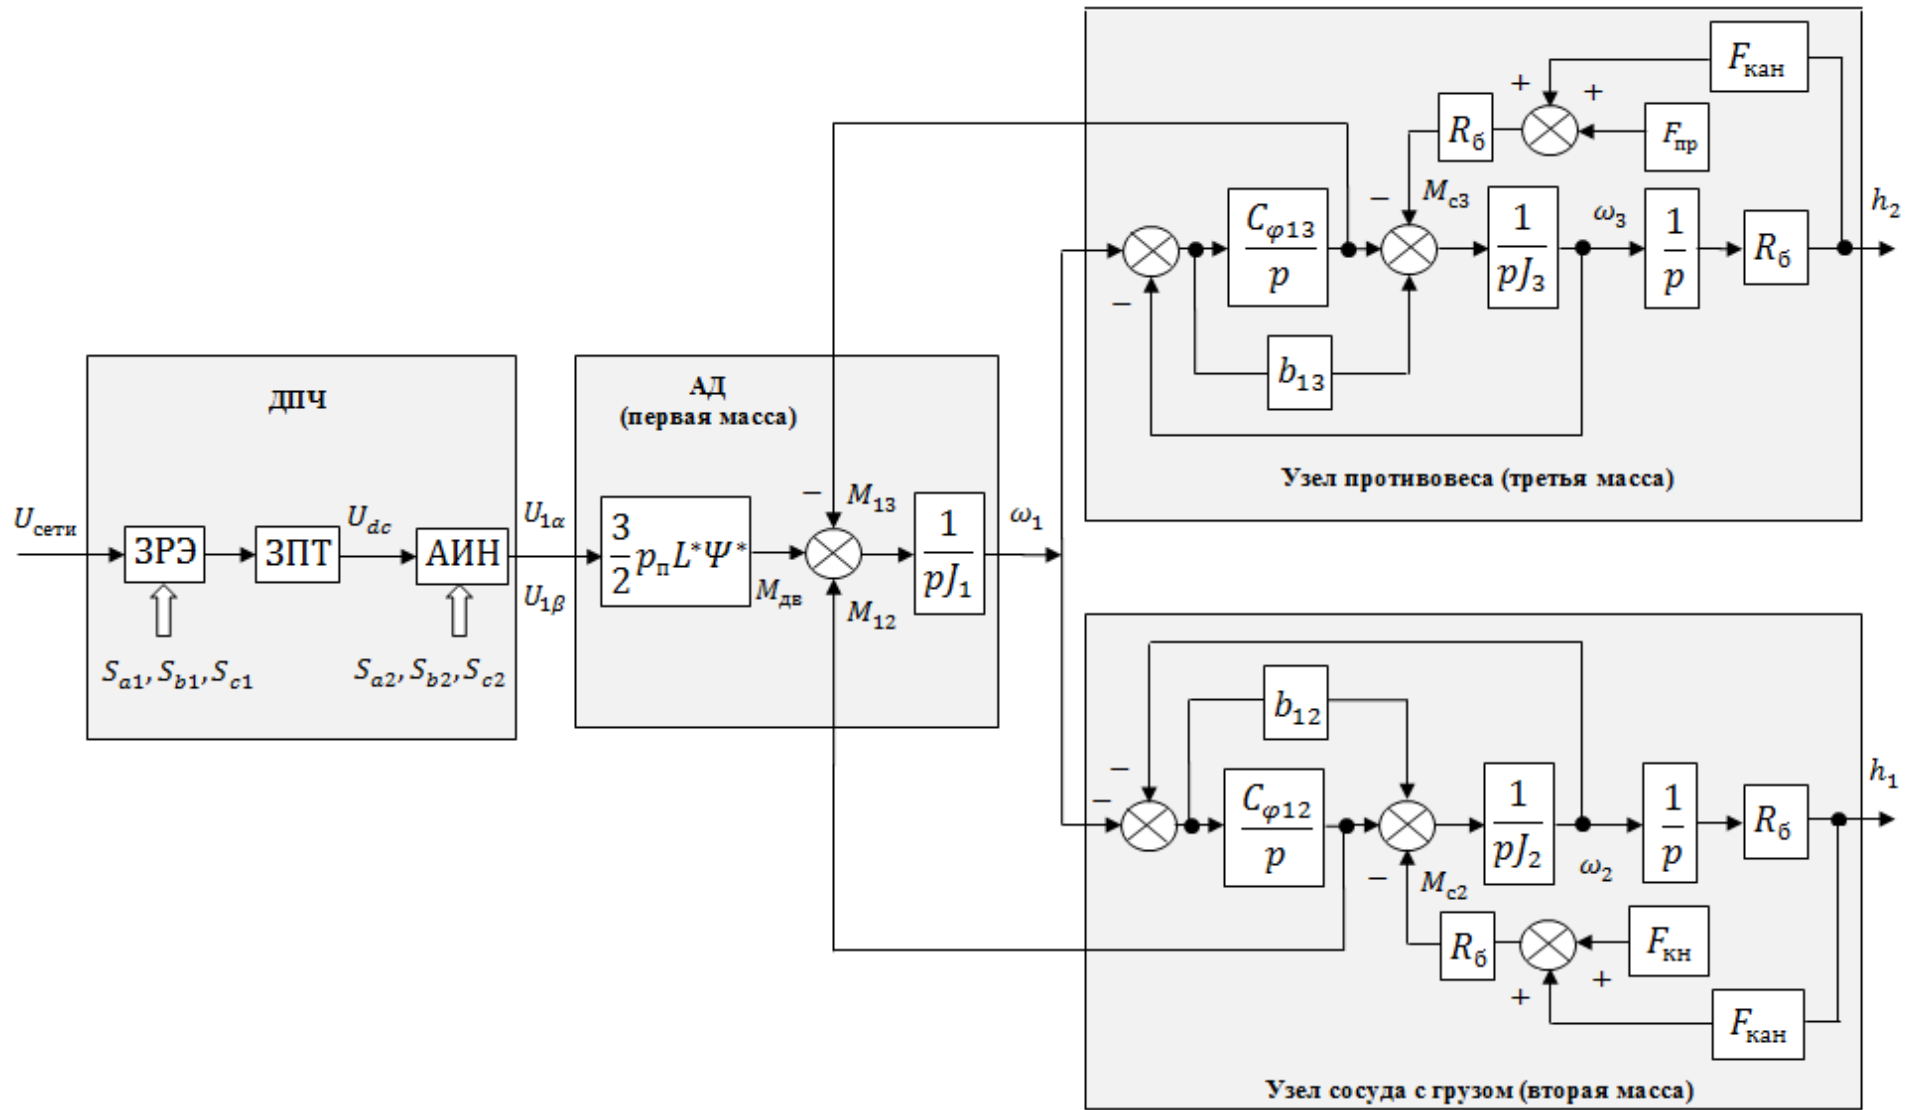 ДПЧ
U_сети
ЗРЭ
ЗПТ
U_dc
АИН
S_a1, S_b1, S_c1
S_a2, S_b2, S_c2
U_1α
U_1β
АД
(первая масса)
3/2 p_п L* Ψ*
M_дв
−
M_13
M_12
1/pJ_1
ω_1
F_кан
+
+
R_б
F_пр
−
M_с3
C_φ13/p
1/pJ_3
ω_3
1/p
R_б
h_2
−
b_13
Узел противовеса (третья масса)
b_12
−
−
C_φ12/p
1/pJ_2
ω_2
1/p
R_б
h_1
−
M_с2
R_б
F_кн
+
+
F_кан
Узел сосуда с грузом (вторая масса)